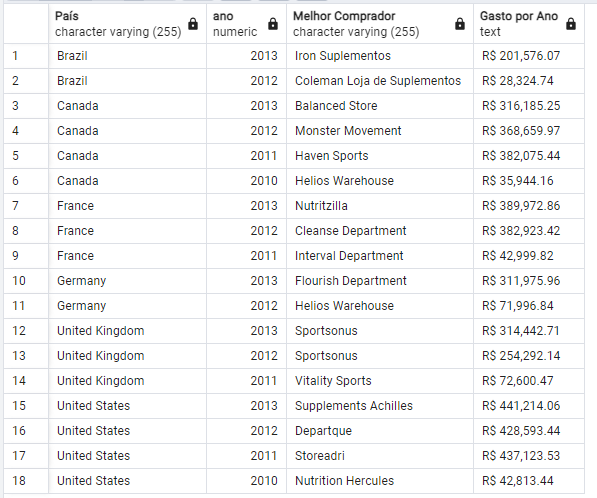 País ano Melhor Comprador Gasto por Ano
character varying (255) numeric character varying (255) text
1 Brazil 2013 Iron Suplementos R$ 201,576.07
2 Brazil 2012 Coleman Loja de Suplementos R$ 28,324.74
3 Canada 2013 Balanced Store R$ 316,185.25
4 Canada 2012 Monster Movement R$ 368,659.97
5 Canada 2011 Haven Sports R$ 382,075.44
6 Canada 2010 Helios Warehouse R$ 35,944.16
7 France 2013 Nutritzilla R$ 389,972.86
8 France 2012 Cleanse Department R$ 382,923.42
9 France 2011 Interval Department R$ 42,999.82
10 Germany 2013 Flourish Department R$ 311,975.96
11 Germany 2012 Helios Warehouse R$ 71,996.84
12 United Kingdom 2013 Sportsonus R$ 314,442.71
13 United Kingdom 2012 Sportsonus R$ 254,292.14
14 United Kingdom 2011 Vitality Sports R$ 72,600.47
15 United States 2013 Supplements Achilles R$ 441,214.06
16 United States 2012 Departque R$ 428,593.44
17 United States 2011 Storeadri R$ 437,123.53
18 United States 2010 Nutrition Hercules R$ 42,813.44